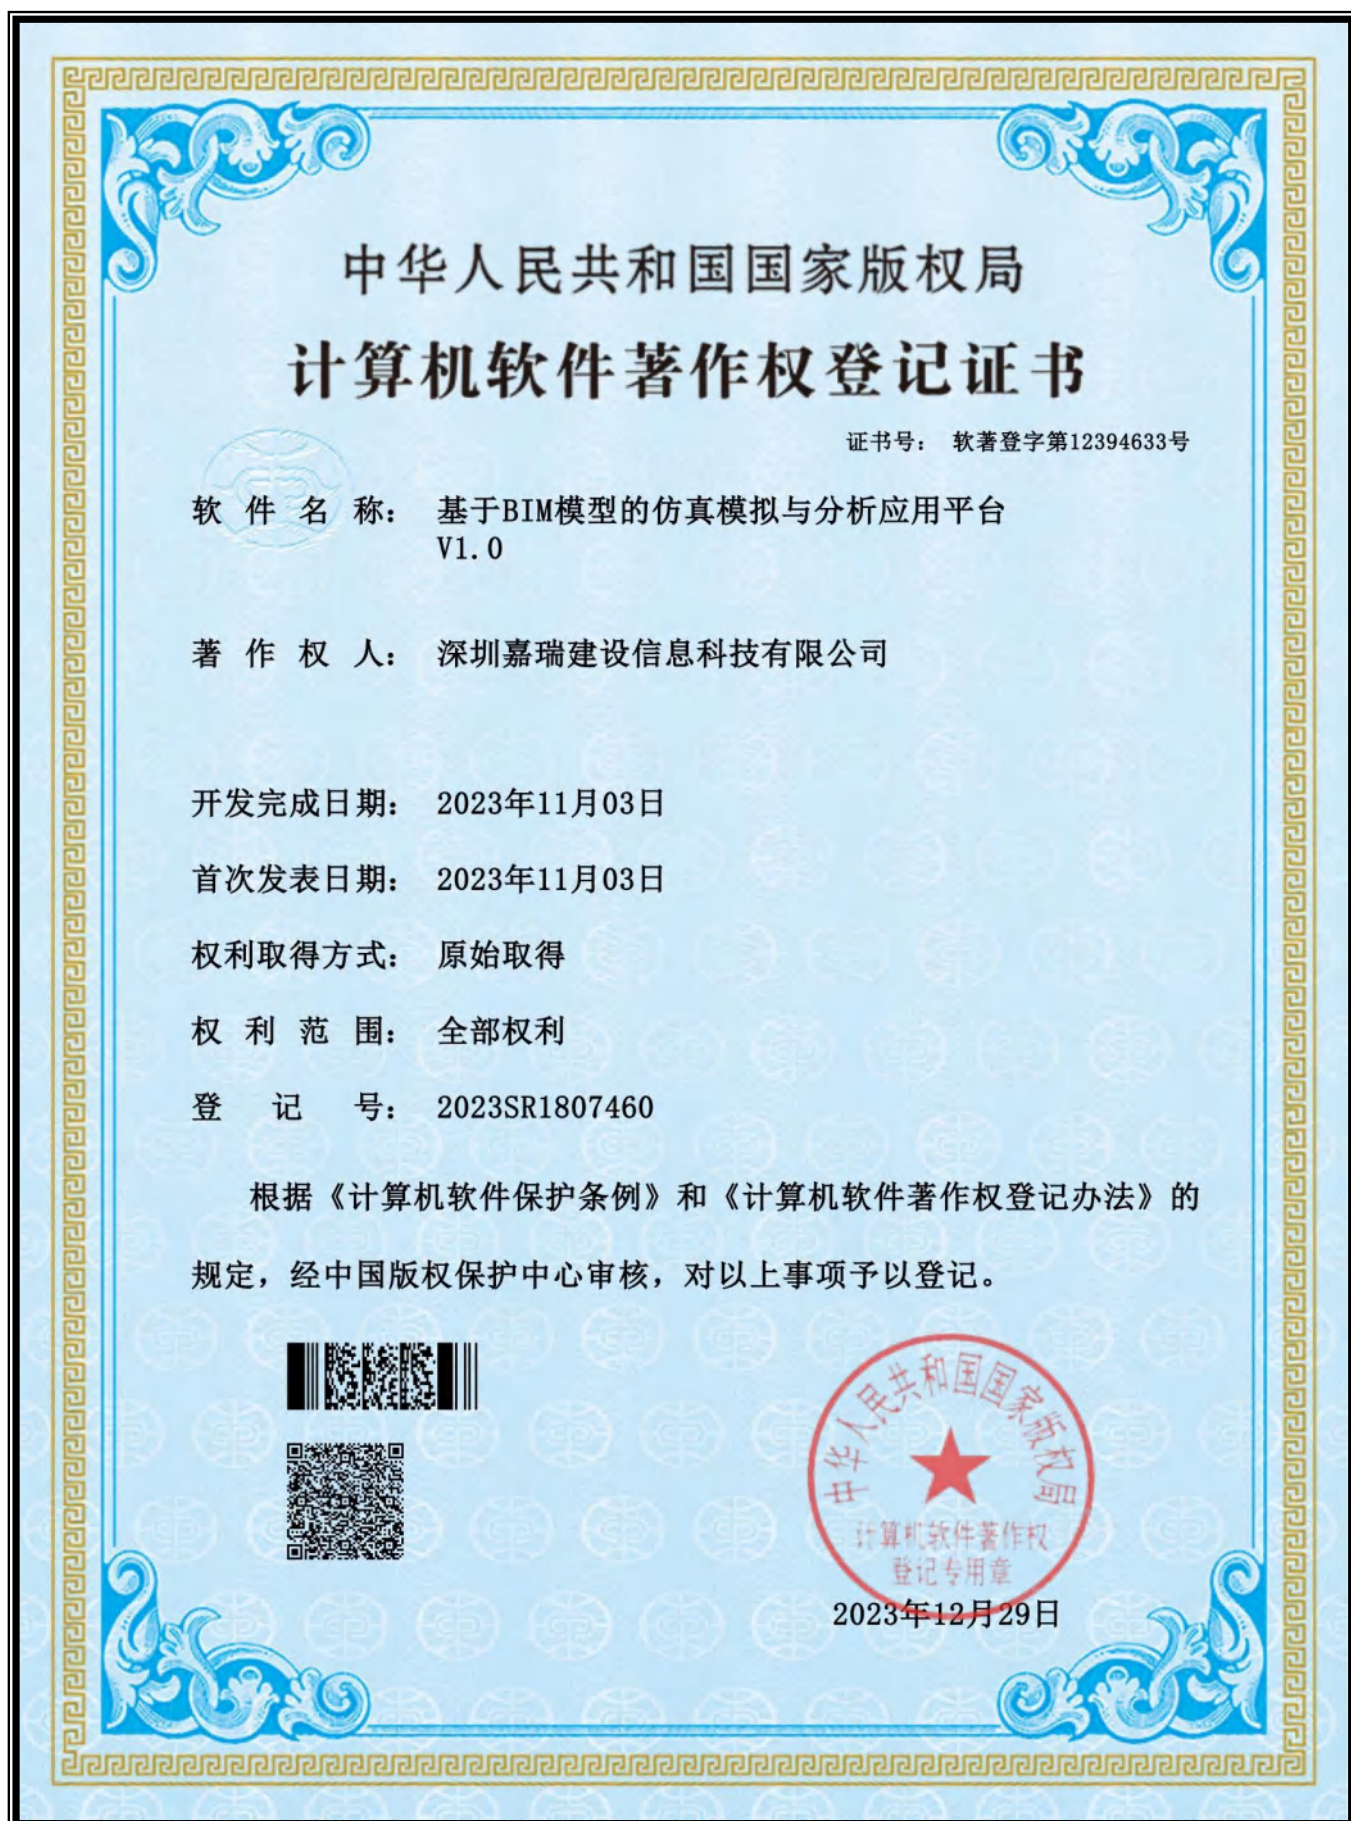 中华人民共和国国家版权局
计算机软件著作权登记证书
证书号： 软著登字第12394633号
软件名称： 基于BIM模型的仿真模拟与分析应用平台
V1.0
著作权人： 深圳嘉瑞建设信息科技有限公司
开发完成日期： 2023年11月03日
首次发表日期： 2023年11月03日
权利取得方式： 原始取得
权利范围： 全部权利
登记号： 2023SR1807460
根据《计算机软件保护条例》和《计算机软件著作权登记办法》的
规定，经中国版权保护中心审核，对以上事项予以登记。
中华人民共和国国家版权局
计算机软件著作权
登记专用章
2023年12月29日